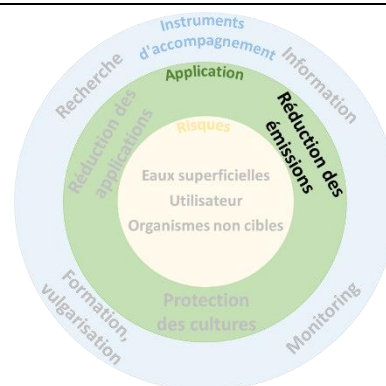 Instruments
d'accompagnement
Recherche
Information
Application
Réduction des
applications
Réduction des
émissions
Risques
Eaux superficielles
Utilisateur
Organismes non cibles
Protection
des cultures
Formation,
vulgarisation
Monitoring